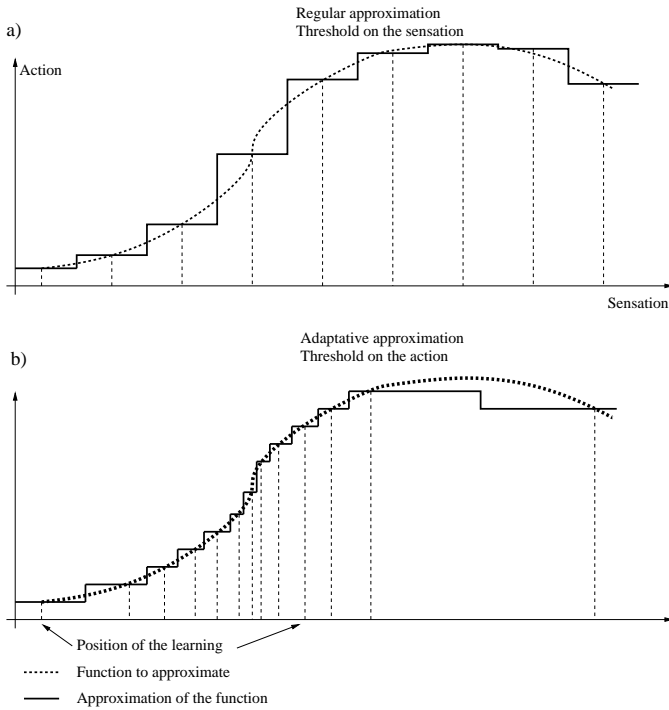 Regular approximation
Threshold on the sensation
a)
Action
Sensation
Adaptative approximation
Threshold on the action
b)
Position of the learning
Function to approximate
Approximation of the function